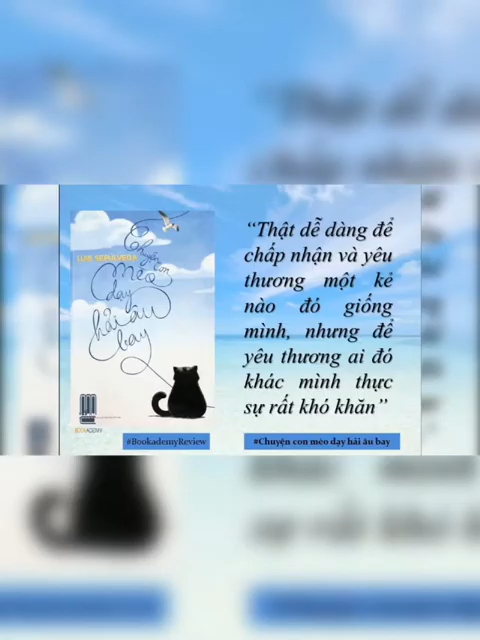 LUIS SEPÚLVEDA
Chuyện
con
mèo
dạy
hải âu
bay
BOOKADEMY
#BookademyReview
“Thật dễ dàng để
chấp nhận và yêu
thương một kẻ
nào đó giống
mình, nhưng để
yêu thương ai đó
khác mình thực
sự rất khó khăn”
#Chuyện con mèo dạy hải âu bay